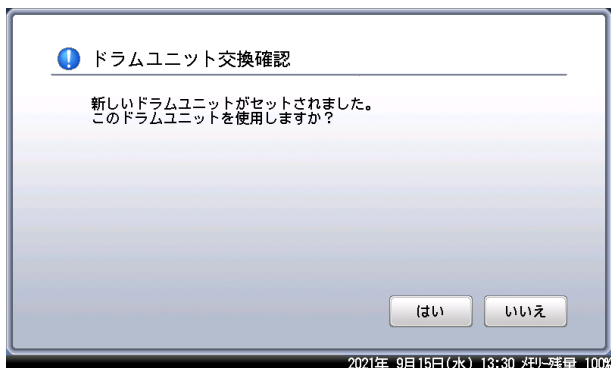 ドラムユニット交換確認
新しいドラムユニットがセットされました。
このドラムユニットを使用しますか？
はい
いいえ
2021年 9月15日(水) 13:30 ﾒﾓﾘｰ残量 100%